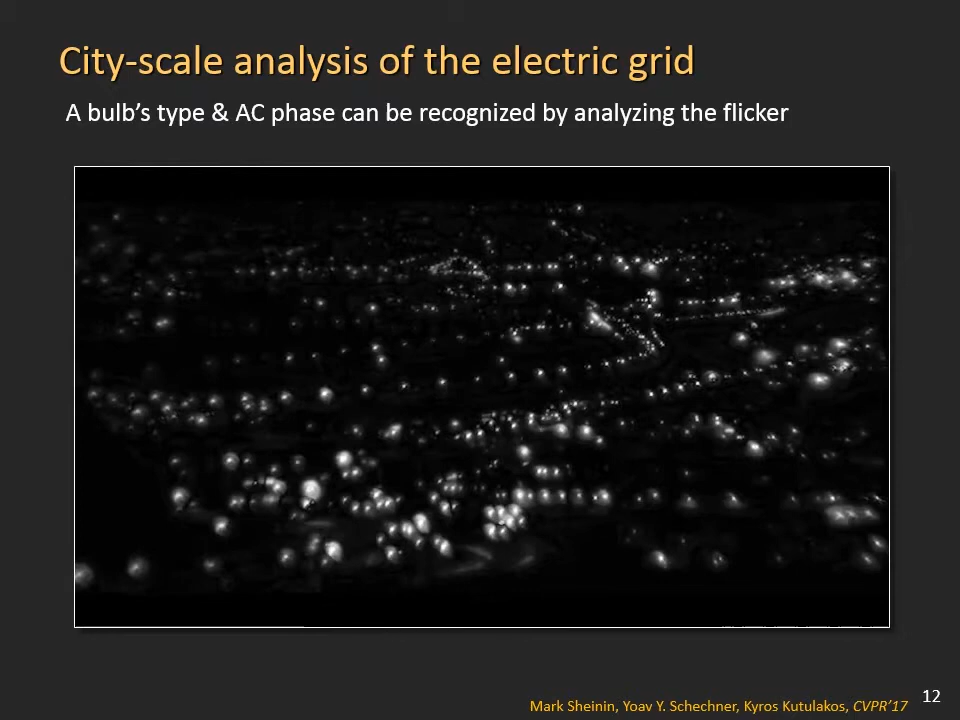 City-scale analysis of the electric grid
A bulb’s type & AC phase can be recognized by analyzing the flicker
Mark Sheinin, Yoav Y. Schechner, Kyros Kutulakos, CVPR’17
12